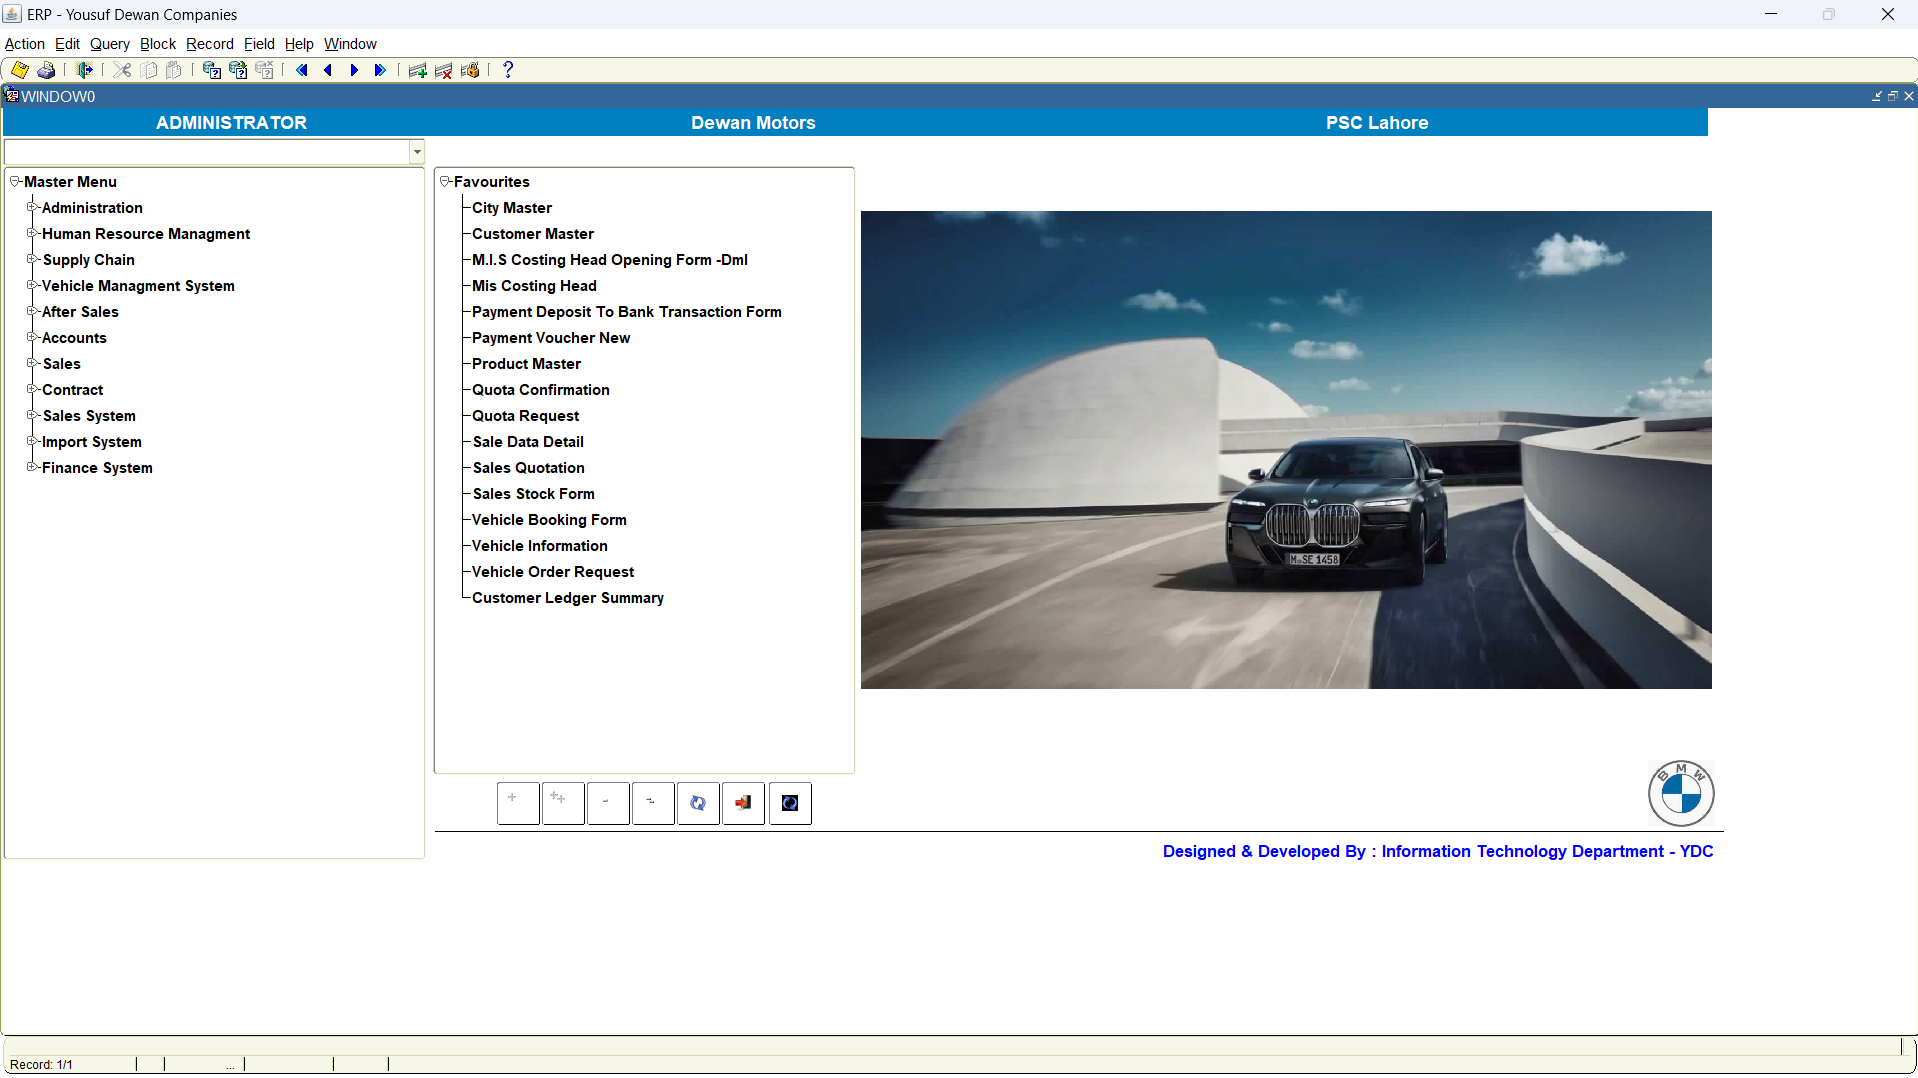 ERP - Yousuf Dewan Companies
Action Edit Query Block Record Field Help Window
WINDOW0
ADMINISTRATOR Dewan Motors PSC Lahore
Master Menu
Administration
Human Resource Managment
Supply Chain
Vehicle Managment System
After Sales
Accounts
Sales
Contract
Sales System
Import System
Finance System
Favourites
City Master
Customer Master
M.I.S Costing Head Opening Form -Dml
Mis Costing Head
Payment Deposit To Bank Transaction Form
Payment Voucher New
Product Master
Quota Confirmation
Quota Request
Sale Data Detail
Sales Quotation
Sales Stock Form
Vehicle Booking Form
Vehicle Information
Vehicle Order Request
Customer Ledger Summary
M-SE 1458
BMW
Designed & Developed By : Information Technology Department - YDC
Record: 1/1
...